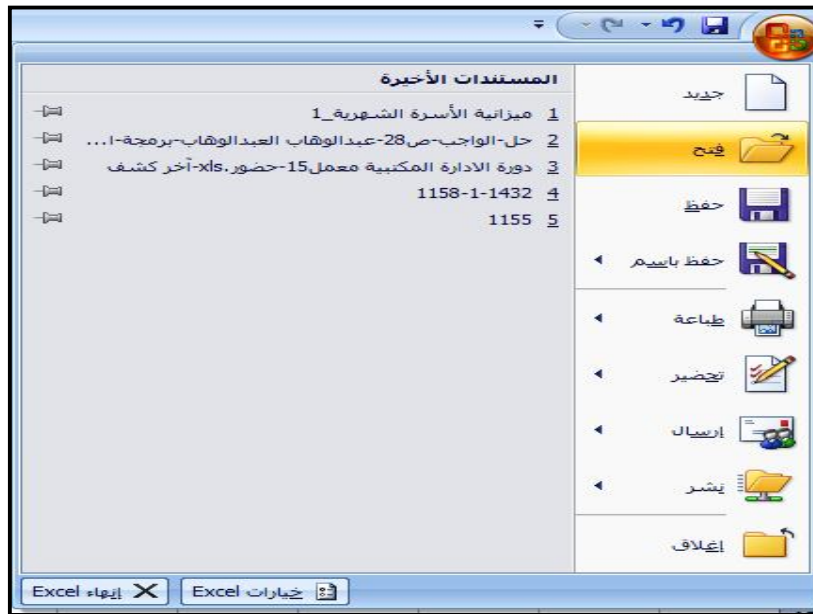 جديد
فتح
حفظ
حفظ باسم
طباعة
تحضير
إرسال
نشر
إغلاق
المستندات الأخيرة
1 ميزانية الأسرة الشهرية_1
2 حل-الواجب-ص28-عبدالوهاب العبدالوهاب-برمجة-ا...
3 دورة الادارة المكتبية معمل15-حضور.xls-آخر كشف
4 1158-1-1432
5 1155
خيارات Excel
إنهاء Excel